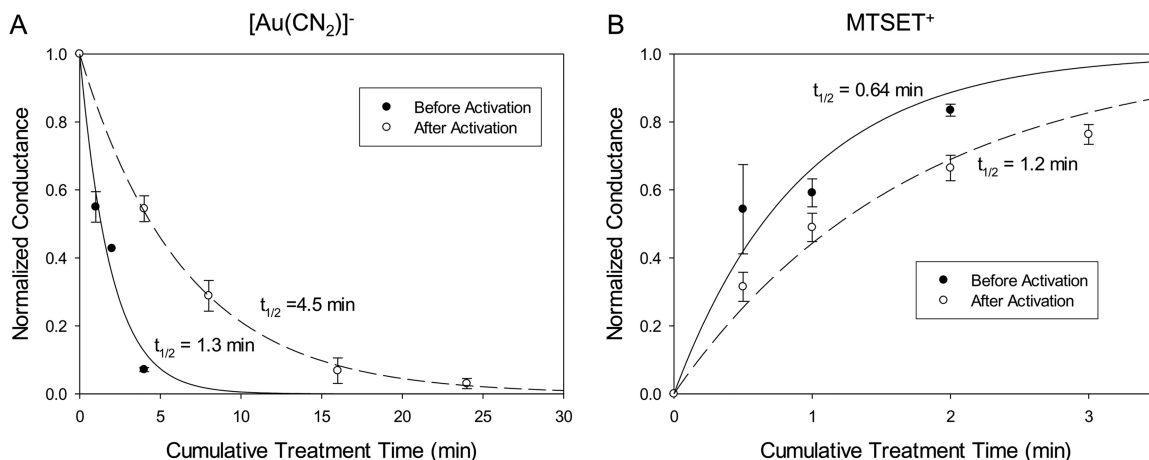 A
[Au(CN₂)]⁻
Normalized Conductance
1.0
0.8
0.6
0.4
0.2
0.0
Before Activation
After Activation
t₁/₂ =4.5 min
t₁/₂ = 1.3 min
0 5 10 15 20 25 30
Cumulative Treatment Time (min)
B
MTSET⁺
Normalized Conductance
1.0
0.8
0.6
0.4
0.2
0.0
t₁/₂ = 0.64 min
t₁/₂ = 1.2 min
Before Activation
After Activation
0 1 2 3
Cumulative Treatment Time (min)